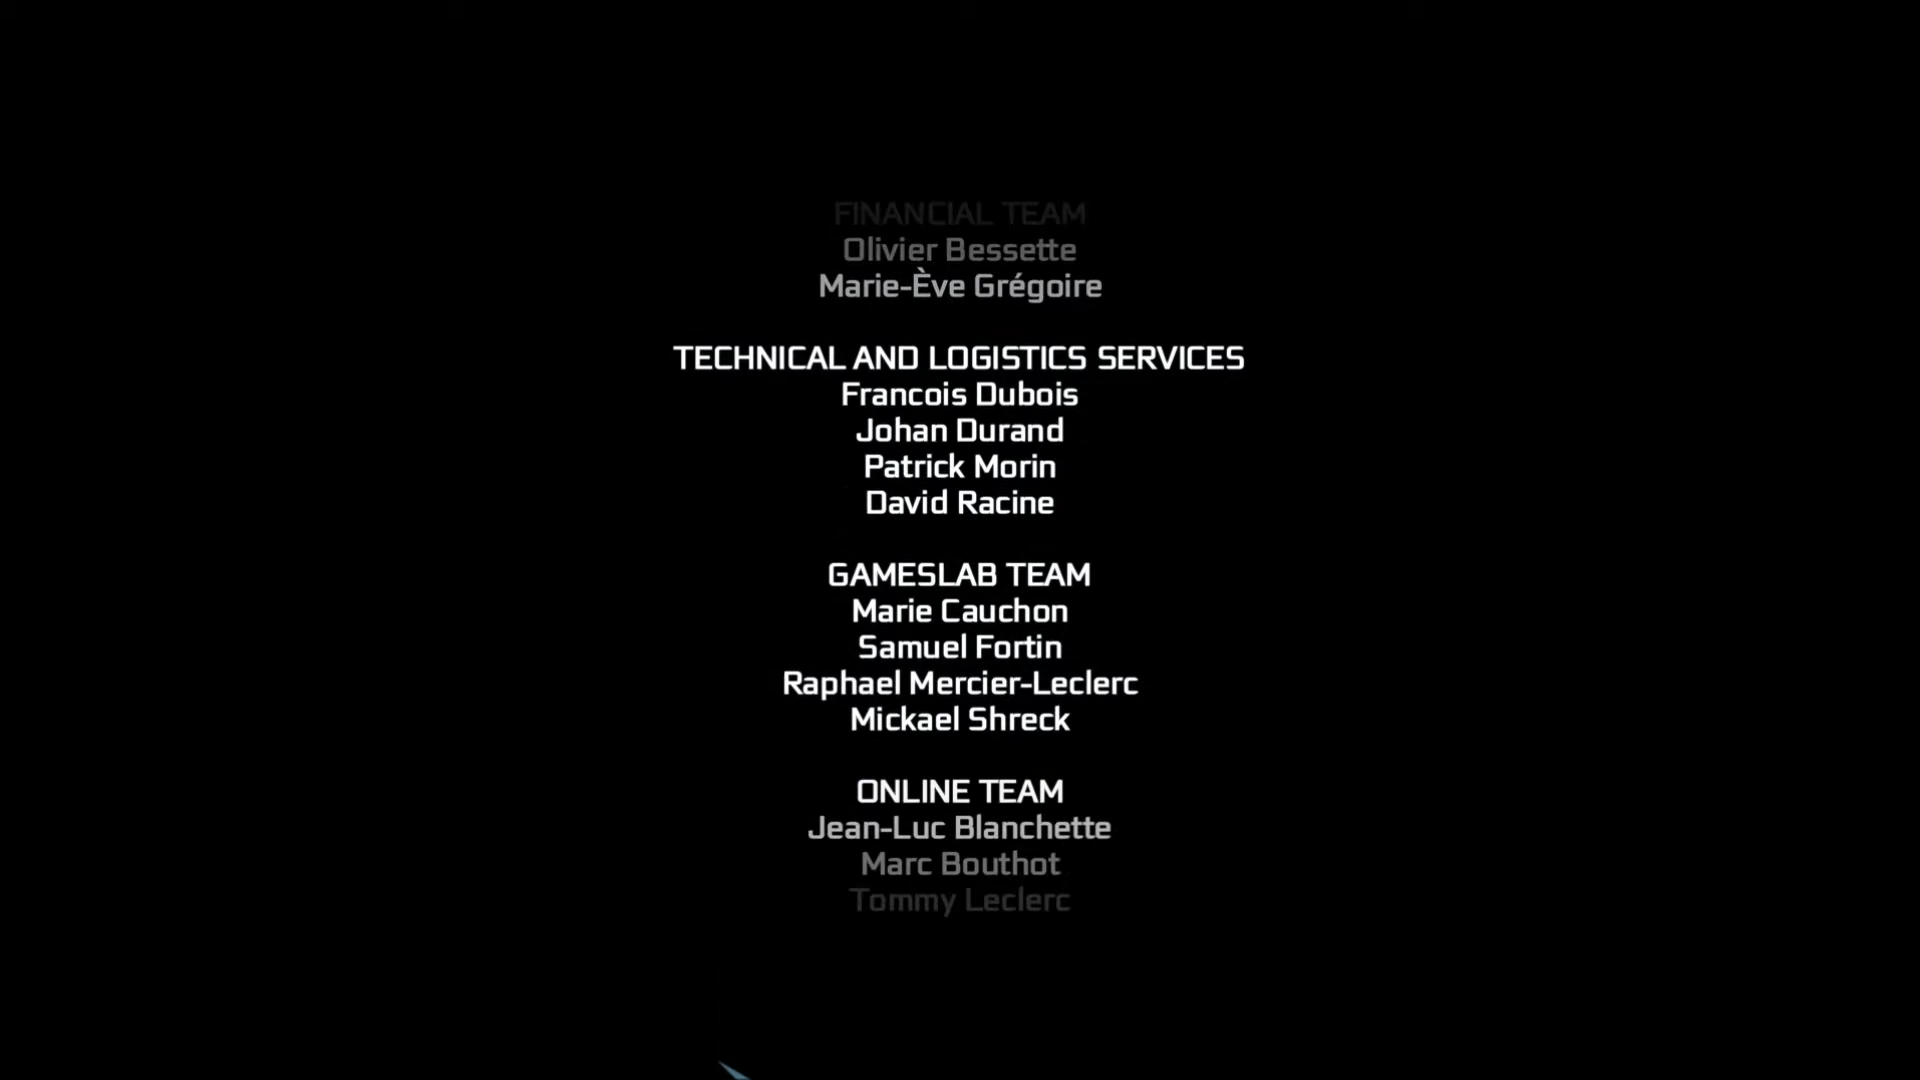 FINANCIAL TEAM
Olivier Bessette
Marie-Ève Grégoire
TECHNICAL AND LOGISTICS SERVICES
Francois Dubois
Johan Durand
Patrick Morin
David Racine
GAMESLAB TEAM
Marie Cauchon
Samuel Fortin
Raphael Mercier-Leclerc
Mickael Shreck
ONLINE TEAM
Jean-Luc Blanchette
Marc Bouthot
Tommy Leclerc